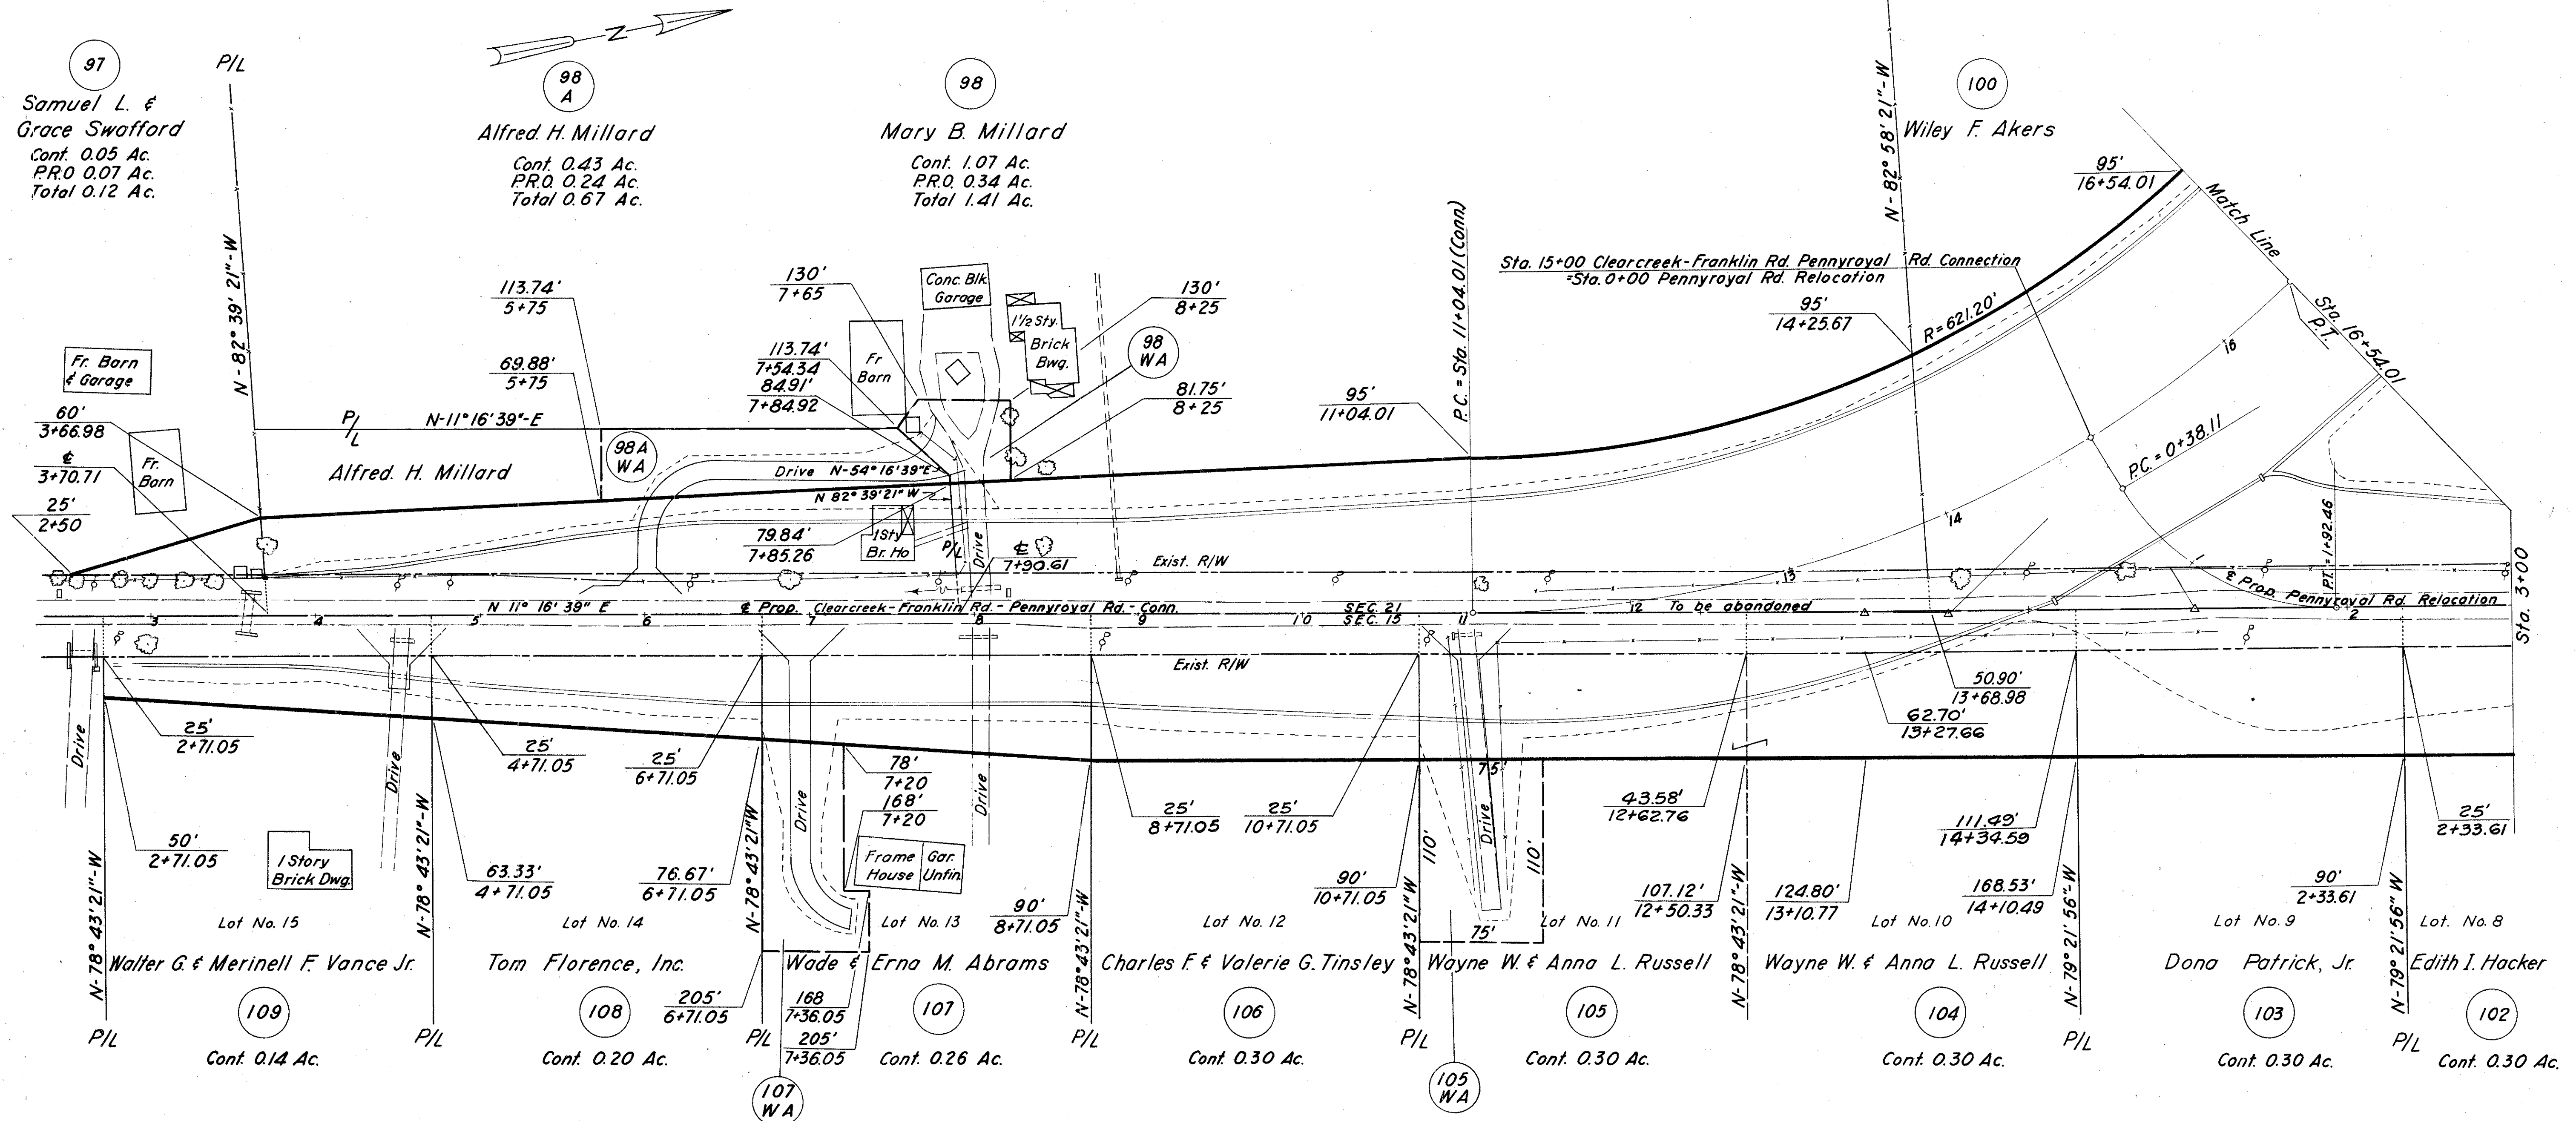 97
Samuel L. &
Grace Swafford
Cont. 0.05 Ac.
P.R.O 0.07 Ac.
Total 0.12 Ac.
P/L
N
98
A
Alfred. H. Millard
Cont. 0.43 Ac.
P.R.O. 0.24 Ac.
Total 0.67 Ac.
98
Mary B. Millard
Cont. 1.07 Ac.
P.R.O. 0.34 Ac.
Total 1.41 Ac.
100
Wiley F. Akers
N-82° 58' 21"-W
95'
16+54.01
Match Line
Sta. 16+54.01
P.T.
N-82° 39' 21"-W
113.74'
5+75
69.88'
5+75
130'
7+65
113.74'
7+54.34
84.91'
7+84.92
Conc. Blk.
Garage
Fr
Barn
1 1/2 Sty.
Brick
Bwg.
130'
8+25
98
WA
81.75'
8+25
95'
11+04.01
P.C. = Sta. 11+04.01 (Conn.)
Sta. 15+00 Clearcreek-Franklin Rd. Pennyroyal Rd. Connection
=Sta. 0+00 Pennyroyal Rd. Relocation
95'
14+25.67
R=621.20'
16
P.C.=0+38.11
14
Fr. Barn
& Garage
60'
3+66.98
℄
3+70.71
25'
2+50
Fr.
Barn
P/L
N-11°16'39"-E
Alfred. H. Millard
98A
WA
Drive
N-54°16'39"E
N 82° 39'21" W
79.84'
7+85.26
1 Sty
Br. Ho
P/L
Drive
℄
7+90.61
Exist. R/W
13
1
P.T. = 1+92.46
Sta. 3+00
N 11° 16' 39" E
℄ Prop. Clearcreek-Franklin Rd. - Pennyroyal Rd. - Conn.
SEC. 21
SEC. 15
12
To be abandoned
℄ Prop. Pennyroyal Rd. Relocation
3
4
5
6
7
8
9
10
11
2
Exist. R/W
50.90'
13+68.98
62.70'
13+27.66
Drive
25'
2+71.05
Drive
25'
4+71.05
25'
6+71.05
78'
7+20
168'
7+20
Drive
Drive
25'
8+71.05
25'
10+71.05
75'
Drive
110'
110'
75'
43.58'
12+62.76
111.49'
14+34.59
25'
2+33.61
50'
2+71.05
1 Story
Brick Dwg.
63.33'
4+71.05
76.67'
6+71.05
Frame
House
Gar.
Unfin.
90'
8+71.05
90'
10+71.05
107.12'
12+50.33
124.80'
13+10.77
168.53'
14+10.49
90'
2+33.61
N-78° 43' 21"-W
N-78° 43' 21"-W
N-78° 43' 21"W
N-78° 43' 21"-W
N-78° 43' 21"W
N-78° 43' 21"-W
N-79° 21' 56"-W
N-79° 21' 56" W
Lot No. 15
Lot No. 14
Lot No. 13
Lot No. 12
Lot No. 11
Lot No. 10
Lot No. 9
Lot. No. 8
Walter G. & Merinell F. Vance Jr.
Tom Florence, Inc.
Wade & Erna M. Abrams
Charles F. & Valerie G. Tinsley
Wayne W. & Anna L. Russell
Wayne W. & Anna L. Russell
Dona Patrick, Jr.
Edith I. Hacker
205'
6+71.05
168
7+36.05
205'
7+36.05
109
108
107
106
105
104
103
102
P/L
P/L
P/L
P/L
P/L
P/L
P/L
Cont. 0.14 Ac.
Cont. 0.20 Ac.
Cont. 0.26 Ac.
Cont. 0.30 Ac.
Cont. 0.30 Ac.
Cont. 0.30 Ac.
Cont. 0.30 Ac.
Cont. 0.30 Ac.
107
WA
105
WA